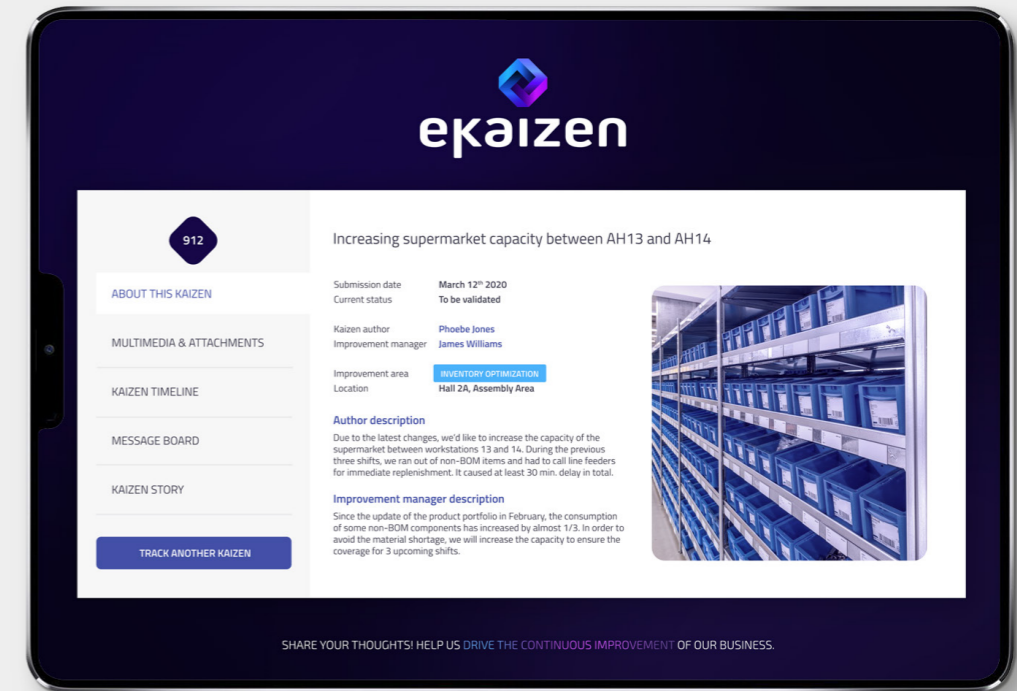 ekaizen
912
ABOUT THIS KAIZEN
MULTIMEDIA & ATTACHMENTS
KAIZEN TIMELINE
MESSAGE BOARD
KAIZEN STORY
TRACK ANOTHER KAIZEN
Increasing supermarket capacity between AH13 and AH14
Submission date March 12th 2020
Current status To be validated
Kaizen author Phoebe Jones
Improvement manager James Williams
Improvement area INVENTORY OPTIMIZATION
Location Hall 2A, Assembly Area
Author description
Due to the latest changes, we'd like to increase the capacity of the
supermarket between workstations 13 and 14. During the previous
three shifts, we ran out of non-BOM items and had to call line feeders
for immediate replenishment. It caused at least 30 min. delay in total.
Improvement manager description
Since the update of the product portfolio in February, the consumption
of some non-BOM components has increased by almost 1/3. In order to
avoid the material shortage, we will increase the capacity to ensure the
coverage for 3 upcoming shifts.
SHARE YOUR THOUGHTS! HELP US DRIVE THE CONTINUOUS IMPROVEMENT OF OUR BUSINESS.